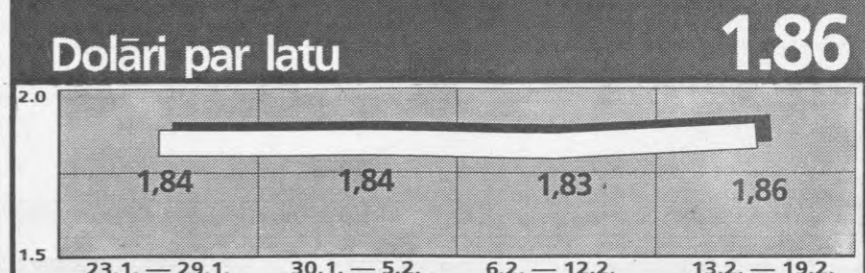 Dolāri par latu 1.86
2.0
1,84 1,84 1,83 1,86
1.5
23.1. — 29.1. 30.1. — 5.2. 6.2. — 12.2. 13.2. — 19.2.